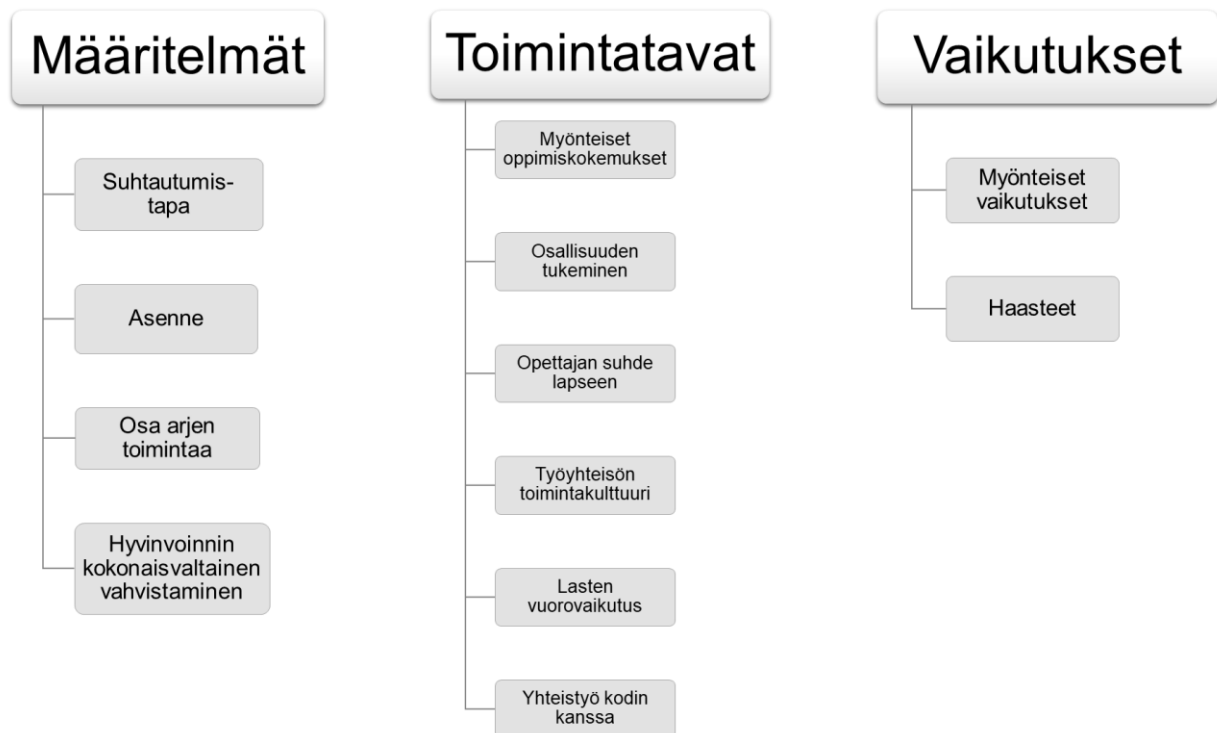 Määritelmät
Suhtautumis-
tapa
Asenne
Osa arjen
toimintaa
Hyvinvoinnin
kokonaisvaltainen
vahvistaminen
Toimintatavat
Myönteiset
oppimiskokemukset
Osallisuuden
tukeminen
Opettajan suhde
lapseen
Työyhteisön
toimintakulttuuri
Lasten
vuorovaikutus
Yhteistyö kodin
kanssa
Vaikutukset
Myönteiset
vaikutukset
Haasteet